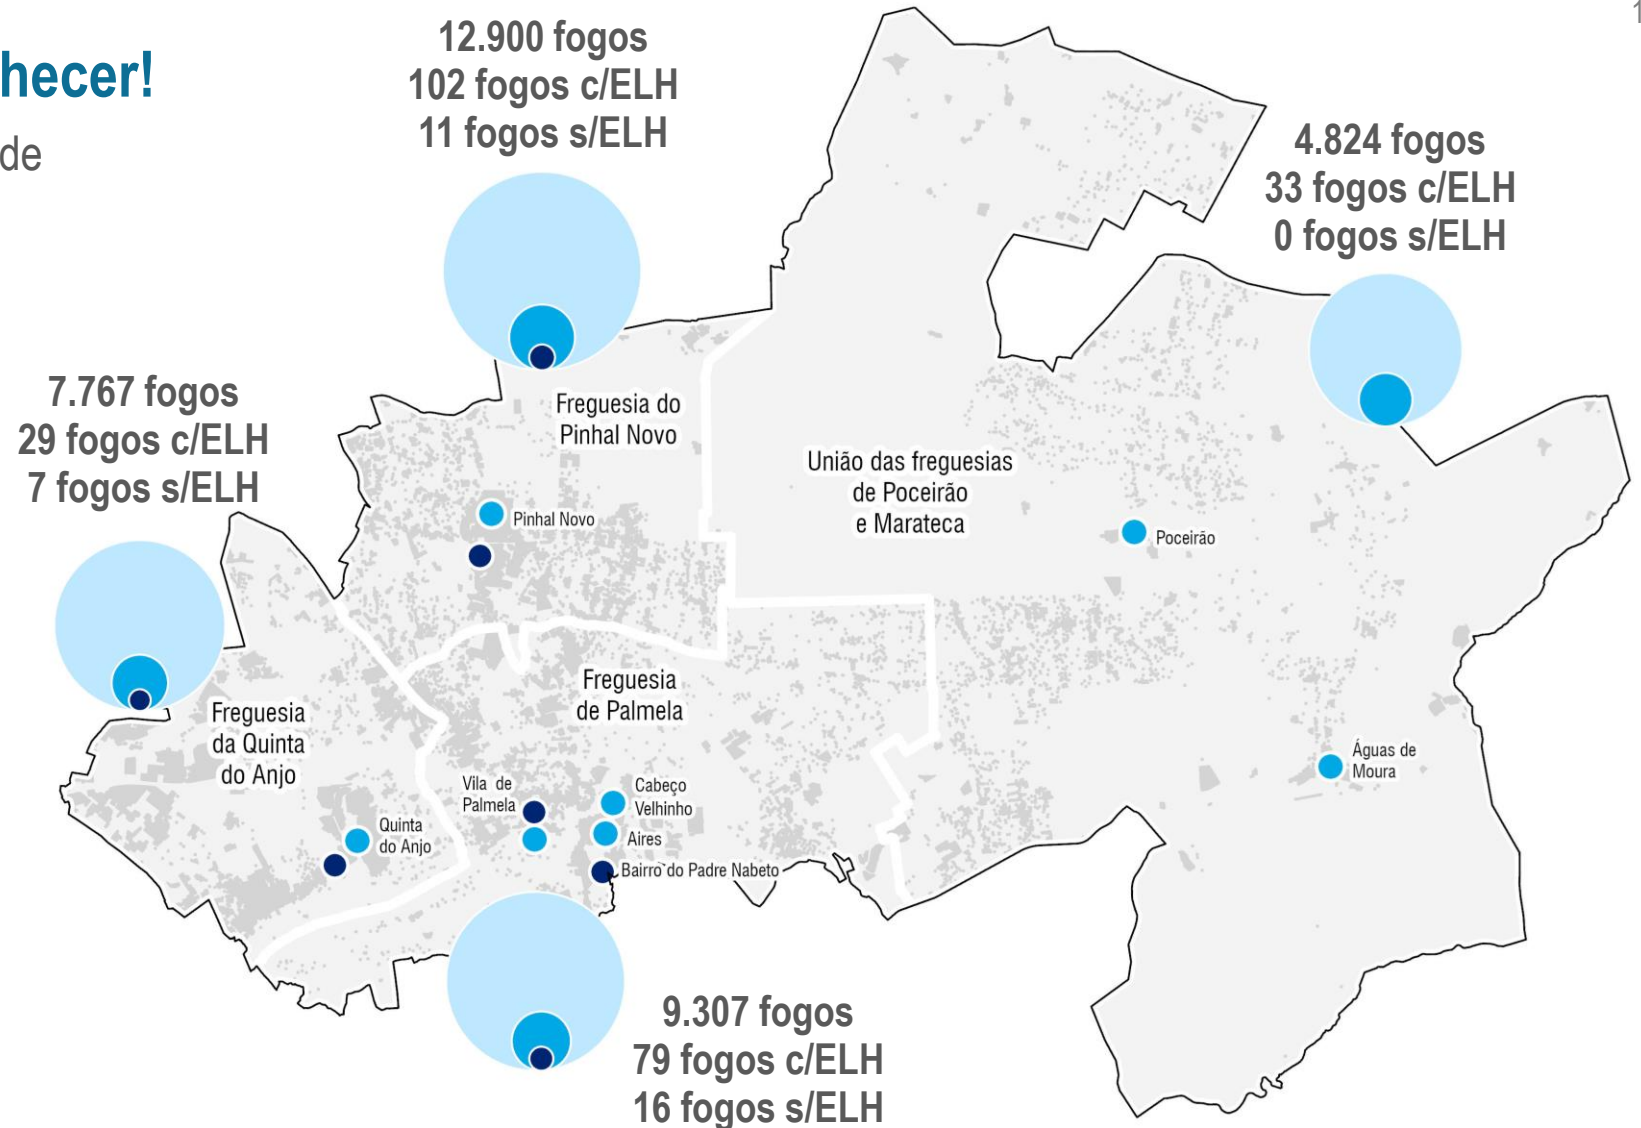 1
hecer!
de
12.900 fogos
102 fogos c/ELH
11 fogos s/ELH
4.824 fogos
33 fogos c/ELH
0 fogos s/ELH
7.767 fogos
29 fogos c/ELH
7 fogos s/ELH
Freguesia do
Pinhal Novo
União das freguesias
de Poceirão
e Marateca
Pinhal Novo
Poceirão
Freguesia
de Palmela
Freguesia
da Quinta
do Anjo
Águas de
Moura
Vila de
Palmela
Cabeço
Velhinho
Quinta
do Anjo
Aires
Bairro do Padre Nabeto
9.307 fogos
79 fogos c/ELH
16 fogos s/ELH